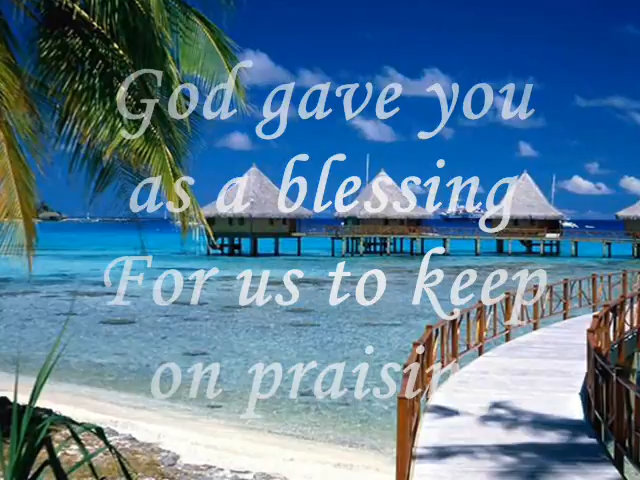 God gave you
as a blessing
For us to keep
on praisin